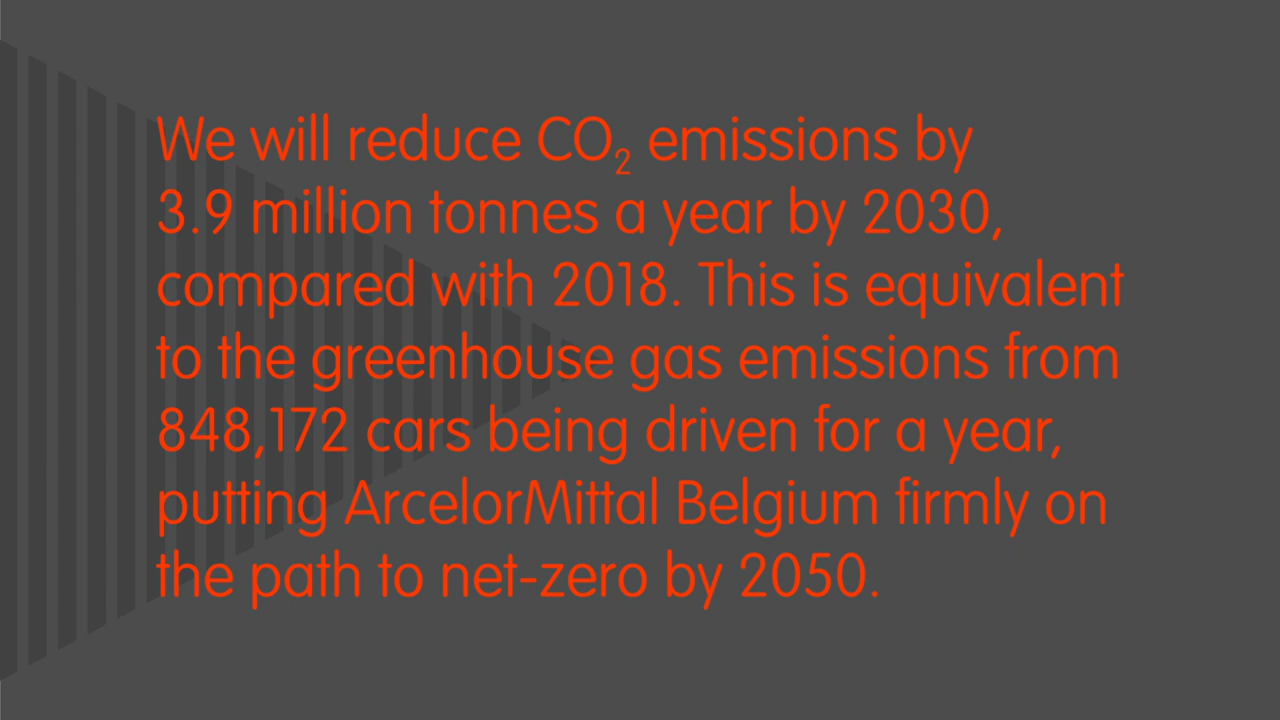 We will reduce CO₂ emissions by
3.9 million tonnes a year by 2030,
compared with 2018. This is equivalent
to the greenhouse gas emissions from
848,172 cars being driven for a year,
putting ArcelorMittal Belgium firmly on
the path to net-zero by 2050.